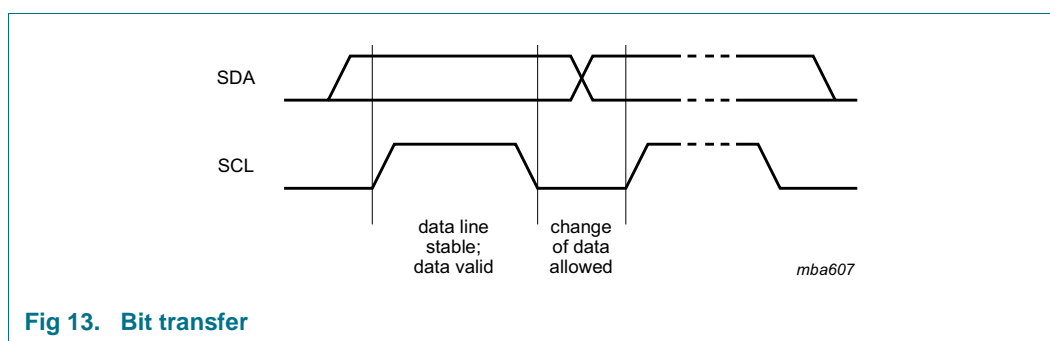 SDA
SCL
data line
stable;
data valid
change
of data
allowed
mba607
Fig 13. Bit transfer